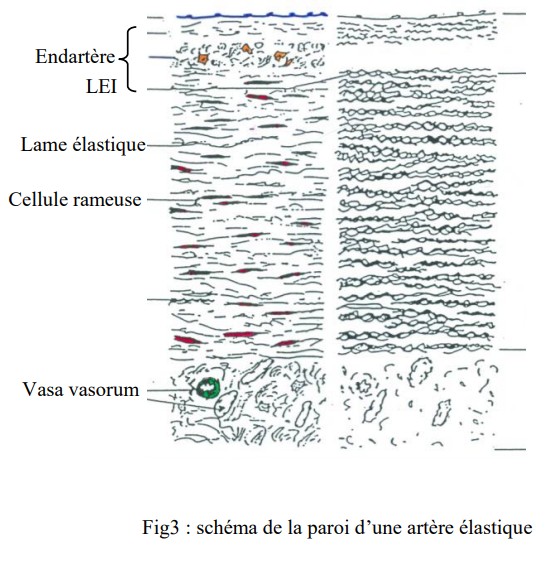 Endartère
LEI
Lame élastique
Cellule rameuse
Vasa vasorum
Fig3 : schéma de la paroi d’une artère élastique